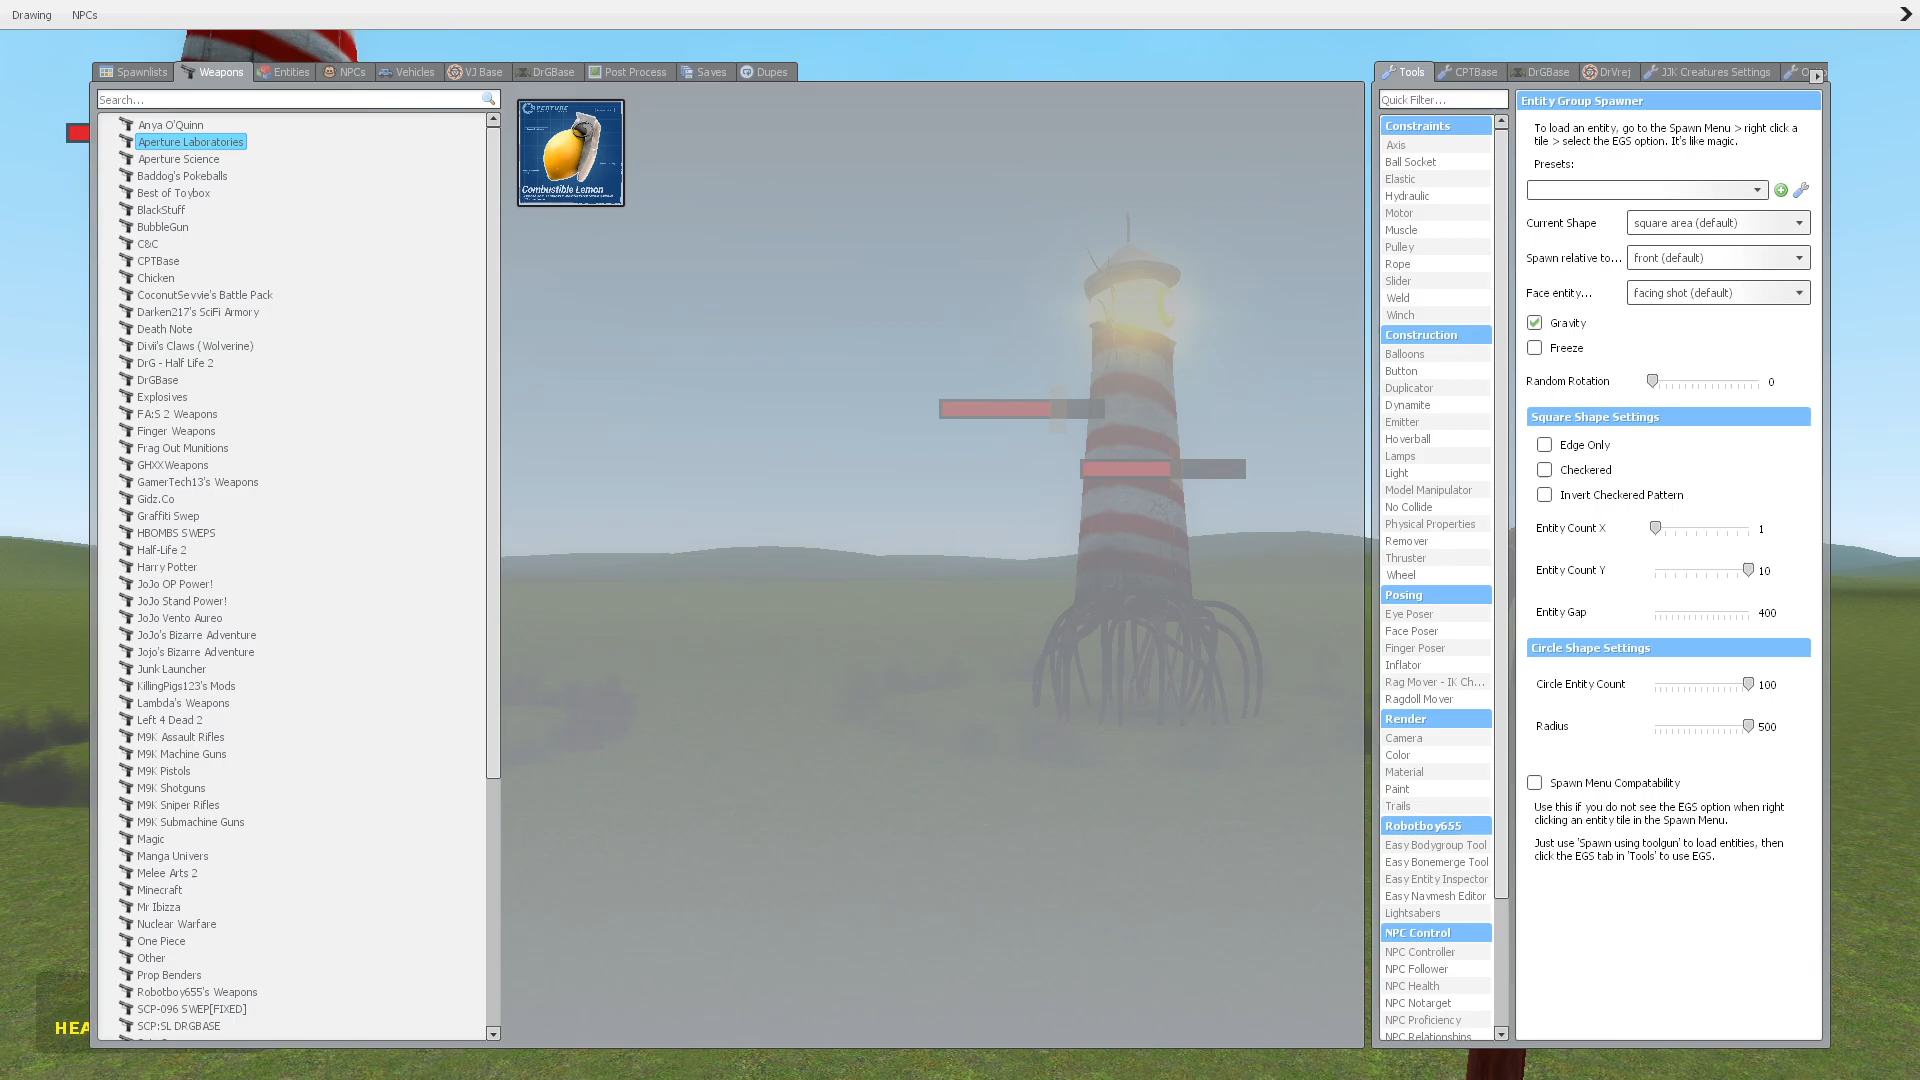 Drawing
NPCs
Spawnlists
Weapons
Entities
NPCs
Vehicles
VJ Base
DrGBase
Post Process
Saves
Dupes
Search...
Anya O'Quinn
Aperture Laboratories
Aperture Science
Baddog's Pokeballs
Best of Toybox
BlackStuff
BubbleGun
C&C
CPTBase
Chicken
CoconutSevvie's Battle Pack
Darken217's SciFi Armory
Death Note
Divii's Claws (Wolverine)
DrG - Half Life 2
DrGBase
Explosives
FA:S 2 Weapons
Finger Weapons
Frag Out Munitions
GHXXWeapons
GamerTech13's Weapons
Gidz.Co
Graffiti Swep
HBOMBS SWEPS
Half-Life 2
Harry Potter
JoJo OP Power!
JoJo Stand Power!
JoJo Vento Aureo
JoJo's Bizarre Adventure
Jojo's Bizarre Adventure
Junk Launcher
KillingPigs123's Mods
Lambda's Weapons
Left 4 Dead 2
M9K Assault Rifles
M9K Machine Guns
M9K Pistols
M9K Shotguns
M9K Sniper Rifles
M9K Submachine Guns
Magic
Manga Univers
Melee Arts 2
Minecraft
Mr Ibizza
Nuclear Warfare
One Piece
Other
Prop Benders
Robotboy655's Weapons
SCP-096 SWEP[FIXED]
SCP:SL DRGBASE
HEA
APERTURE
Combustible Lemon
Tools
CPTBase
DrGBase
DrVrej
JJK Creatures Settings
Quick Filter...
Constraints
Axis
Ball Socket
Elastic
Hydraulic
Motor
Muscle
Pulley
Rope
Slider
Weld
Winch
Construction
Balloons
Button
Duplicator
Dynamite
Emitter
Hoverball
Lamps
Light
Model Manipulator
No Collide
Physical Properties
Remover
Thruster
Wheel
Posing
Eye Poser
Face Poser
Finger Poser
Inflator
Rag Mover - IK Ch...
Ragdoll Mover
Render
Camera
Color
Material
Paint
Trails
Robotboy655
Easy Bodygroup Tool
Easy Bonemerge Tool
Easy Entity Inspector
Easy Navmesh Editor
Lightsabers
NPC Control
NPC Controller
NPC Follower
NPC Health
NPC Notarget
NPC Proficiency
NPC Relationships
Entity Group Spawner
To load an entity, go to the Spawn Menu > right click a
tile > select the EGS option. It's like magic.
Presets:
Current Shape
square area (default)
Spawn relative to...
front (default)
Face entity...
facing shot (default)
Gravity
Freeze
Random Rotation 0
Square Shape Settings
Edge Only
Checkered
Invert Checkered Pattern
Entity Count X 1
Entity Count Y 10
Entity Gap 400
Circle Shape Settings
Circle Entity Count 100
Radius 500
Spawn Menu Compatability
Use this if you do not see the EGS option when right
clicking an entity tile in the Spawn Menu.
Just use 'Spawn using toolgun' to load entities, then
click the EGS tab in 'Tools' to use EGS.